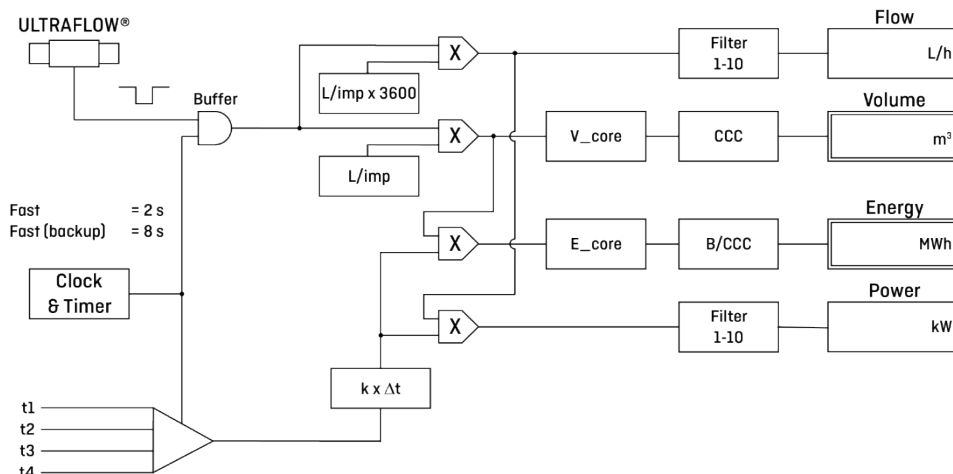 ULTRAFLOW®
Buffer
Fast = 2 s
Fast (backup) = 8 s
Clock
& Timer
t1
t2
t3
t4
L/imp x 3600
L/imp
k x Δt
X
X
X
X
V_core
E_core
Filter
1-10
CCC
B/CCC
Filter
1-10
Flow
L/h
Volume
m³
Energy
MWh
Power
kW